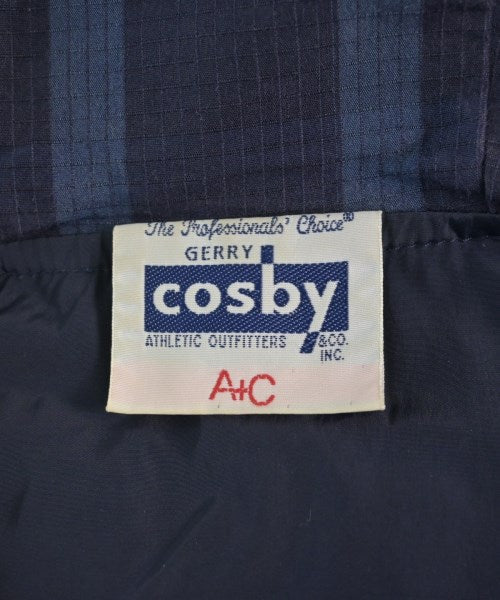 The Professionals' Choice®
GERRY
cosby
ATHLETIC OUTFITTERS &CO.
INC.
A+C